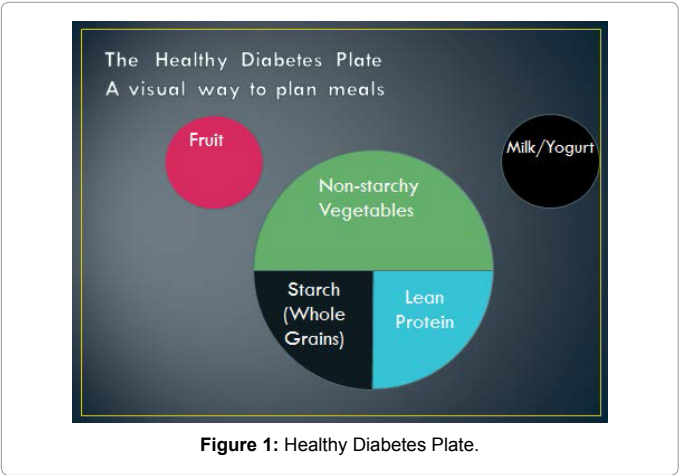 The Healthy Diabetes Plate
A visual way to plan meals
Fruit
Milk/Yogurt
Non-starchy
Vegetables
Starch
(Whole
Grains)
Lean
Protein
Figure 1: Healthy Diabetes Plate.